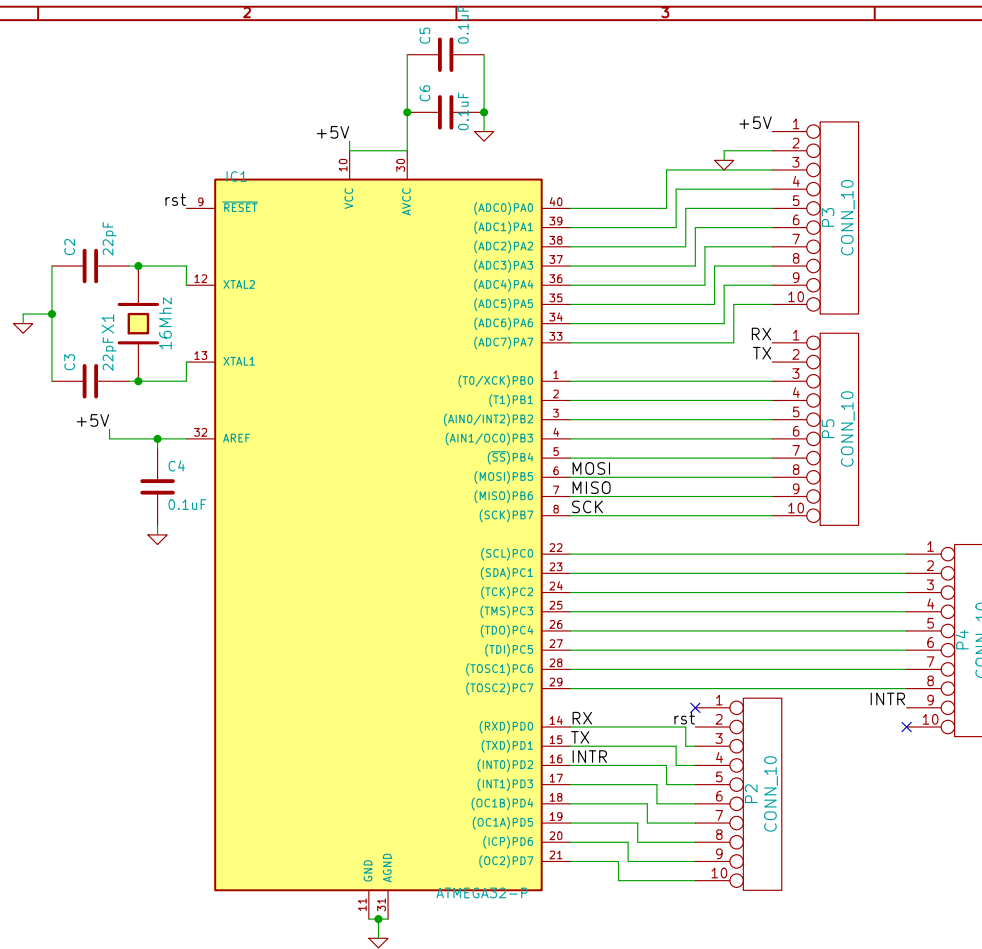 2 3
C5 0.1uF
C6 0.1uF
+5V
10 VCC
30 AVCC
IC1
rst 9 RESET
C2 22pF
12 XTAL2
X1 16Mhz
C3 22pF
13 XTAL1
+5V
32 AREF
C4
0.1uF
(ADC0)PA0 40
(ADC1)PA1 39
(ADC2)PA2 38
(ADC3)PA3 37
(ADC4)PA4 36
(ADC5)PA5 35
(ADC6)PA6 34
(ADC7)PA7 33
(T0/XCK)PB0 1
(T1)PB1 2
(AIN0/INT2)PB2 3
(AIN1/OC0)PB3 4
(SS)PB4 5
(MOSI)PB5 6 MOSI
(MISO)PB6 7 MISO
(SCK)PB7 8 SCK
(SCL)PC0 22
(SDA)PC1 23
(TCK)PC2 24
(TMS)PC3 25
(TDO)PC4 26
(TDI)PC5 27
(TOSC1)PC6 28
(TOSC2)PC7 29
(RXD)PD0 14 RX
(TXD)PD1 15 TX
(INT0)PD2 16 INTR
(INT1)PD3 17
(OC1B)PD4 18
(OC1A)PD5 19
(ICP)PD6 20
(OC2)PD7 21
GND 11
AGND 31
ATMEGA32-P
+5V 1
2
3
4
5
6
7
8
9
10
P3
CONN_10
RX 1
TX 2
3
4
5
6
7
8
9
10
P5
CONN_10
1
2
3
4
5
6
7
8
INTR 9
10
P4
CONN_10
1
rst 2
3
4
5
6
7
8
9
10
P2
CONN_10